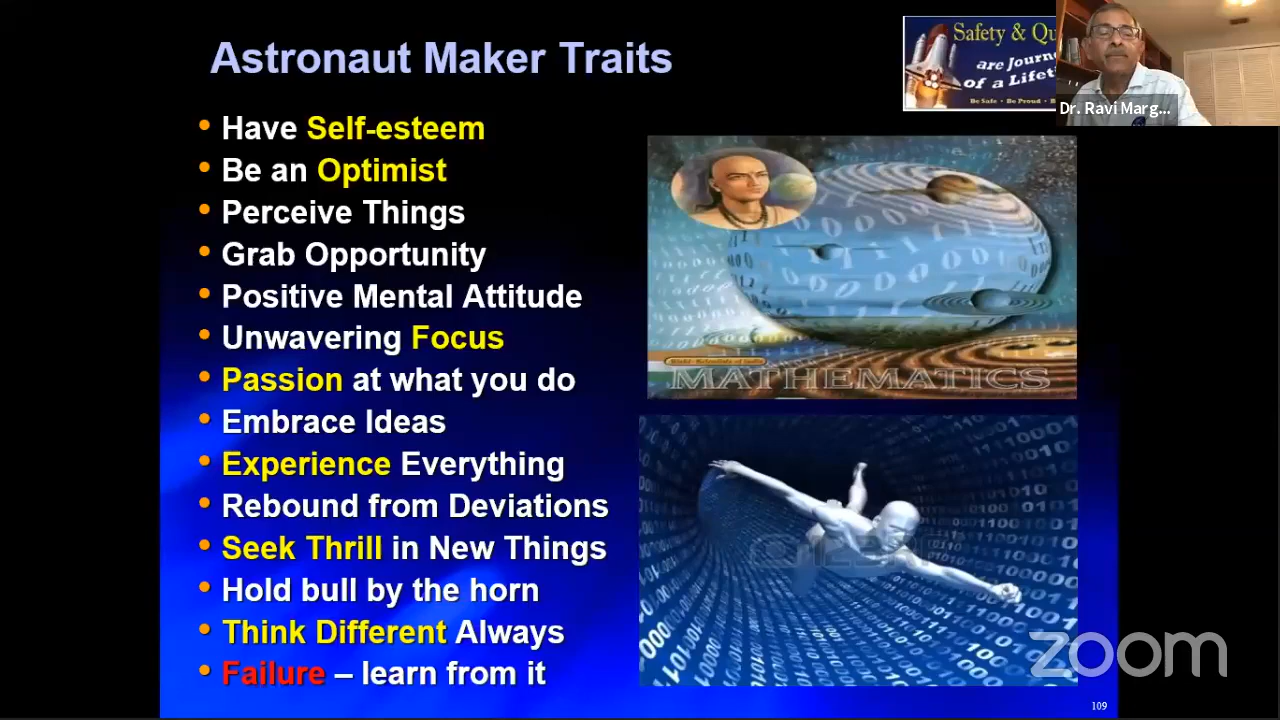 Astronaut Maker Traits
Safety & Qu
are Journe
of a Lifeti
Be Safe • Be Proud • B
Dr. Ravi Marg...
• Have Self-esteem
• Be an Optimist
• Perceive Things
• Grab Opportunity
• Positive Mental Attitude
• Unwavering Focus
• Passion at what you do
• Embrace Ideas
• Experience Everything
• Rebound from Deviations
• Seek Thrill in New Things
• Hold bull by the horn
• Think Different Always
• Failure – learn from it
MATHEMATICS
zoom
109